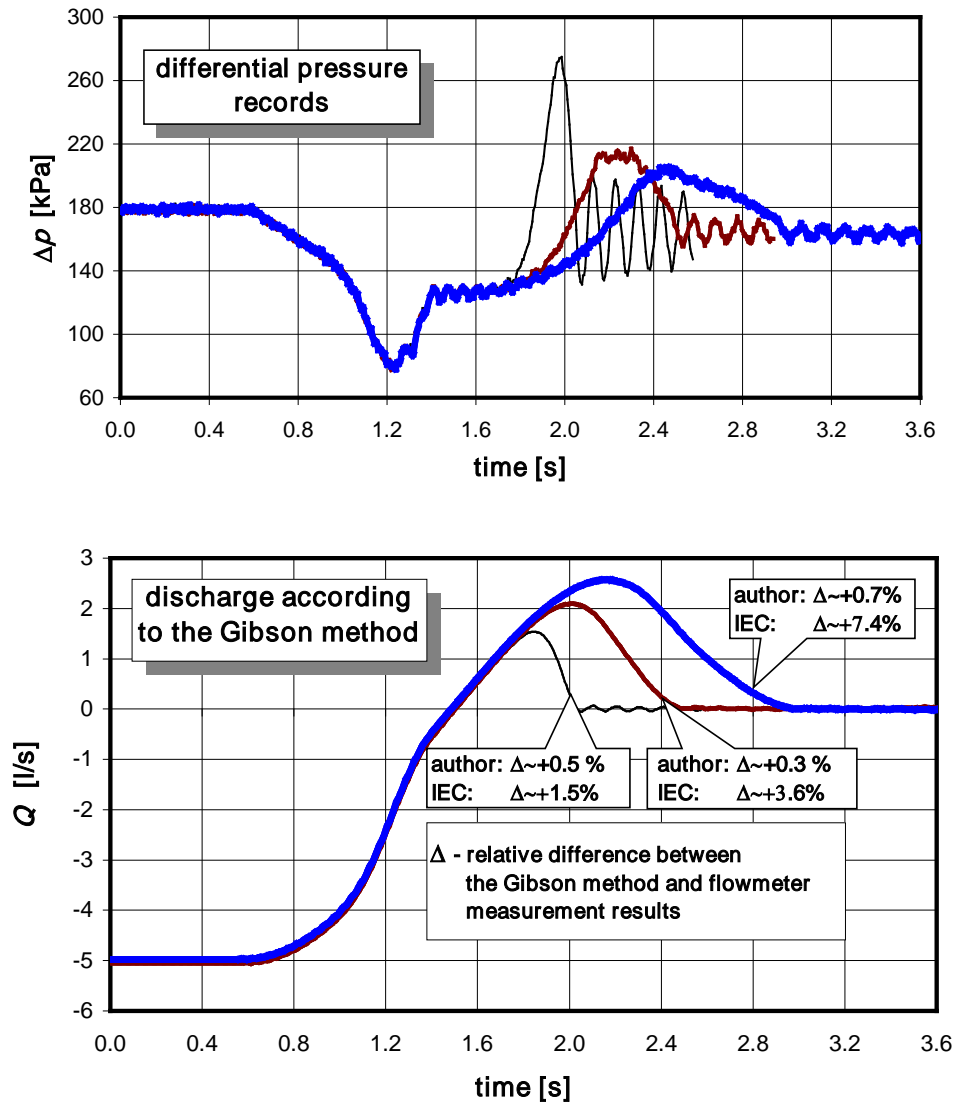 300
260
220
180
140
100
60
Δp [kPa]
differential pressure
records
0.0 0.4 0.8 1.2 1.6 2.0 2.4 2.8 3.2 3.6
time [s]
3
2
1
0
-1
-2
-3
-4
-5
-6
Q [l/s]
discharge according
to the Gibson method
author: Δ~+0.7%
IEC: Δ~+7.4%
author: Δ~+0.5 %
IEC: Δ~+1.5%
author: Δ~+0.3 %
IEC: Δ~+3.6%
Δ - relative difference between
the Gibson method and flowmeter
measurement results
0.0 0.4 0.8 1.2 1.6 2.0 2.4 2.8 3.2 3.6
time [s]